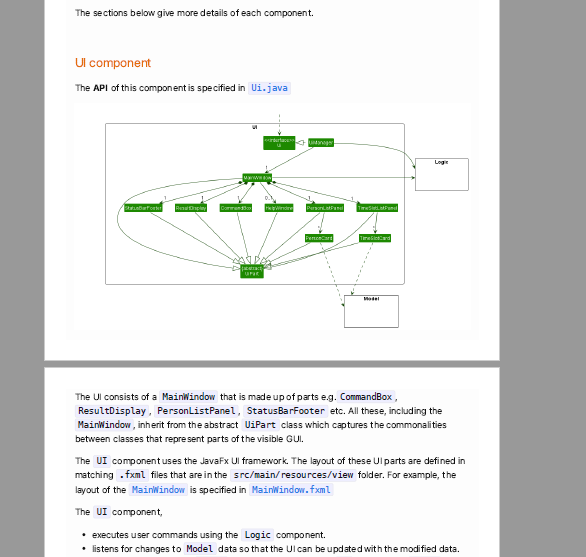 The sections below give more details of each component.
UI component
The API of this component is specified in Ui.java
UI
<<interface>>
UI
UiManager
Logic
MainWindow
StatusBarFooter
ResultDisplay
CommandBox
HelpWindow
PersonListPanel
TimeSlotListPanel
PersonCard
TimeSlotCard
{abstract}
UiPart
Model
The UI consists of a MainWindow that is made up of parts e.g. CommandBox,
ResultDisplay, PersonListPanel, StatusBarFooter etc. All these, including the
MainWindow, inherit from the abstract UiPart class which captures the commonalities
between classes that represent parts of the visible GUI.
The UI component uses the JavaFx UI framework. The layout of these UI parts are defined in
matching .fxml files that are in the src/main/resources/view folder. For example, the
layout of the MainWindow is specified in MainWindow.fxml
The UI component,
• executes user commands using the Logic component.
• listens for changes to Model data so that the UI can be updated with the modified data.